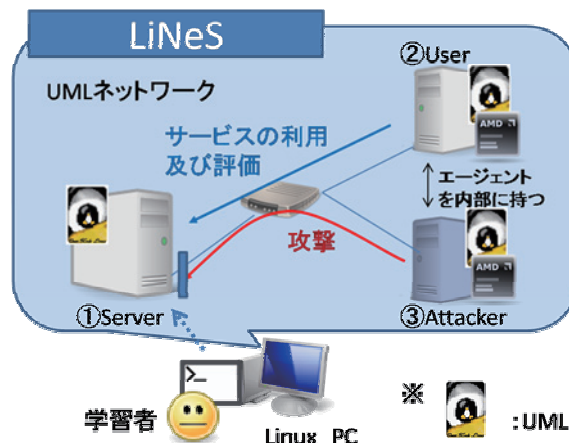 LiNeS
②User
UMLネットワーク
サービスの利用
及び評価
AMD
エージェント
を内部に持つ
攻撃
AMD
①Server
③Attacker
>_
学習者
Linux PC
※
:UML